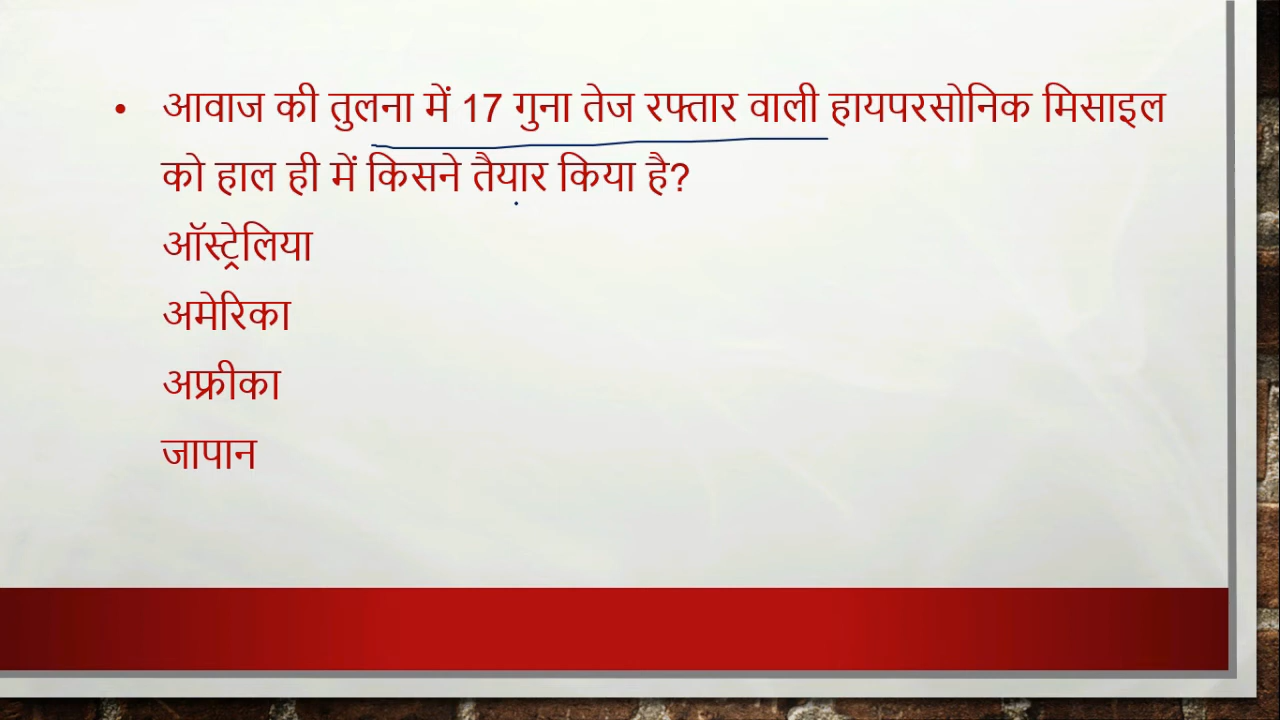 • आवाज की तुलना में 17 गुना तेज रफ्तार वाली हायपरसोनिक मिसाइल
को हाल ही में किसने तैयार किया है?
ऑस्ट्रेलिया
अमेरिका
अफ्रीका
जापान